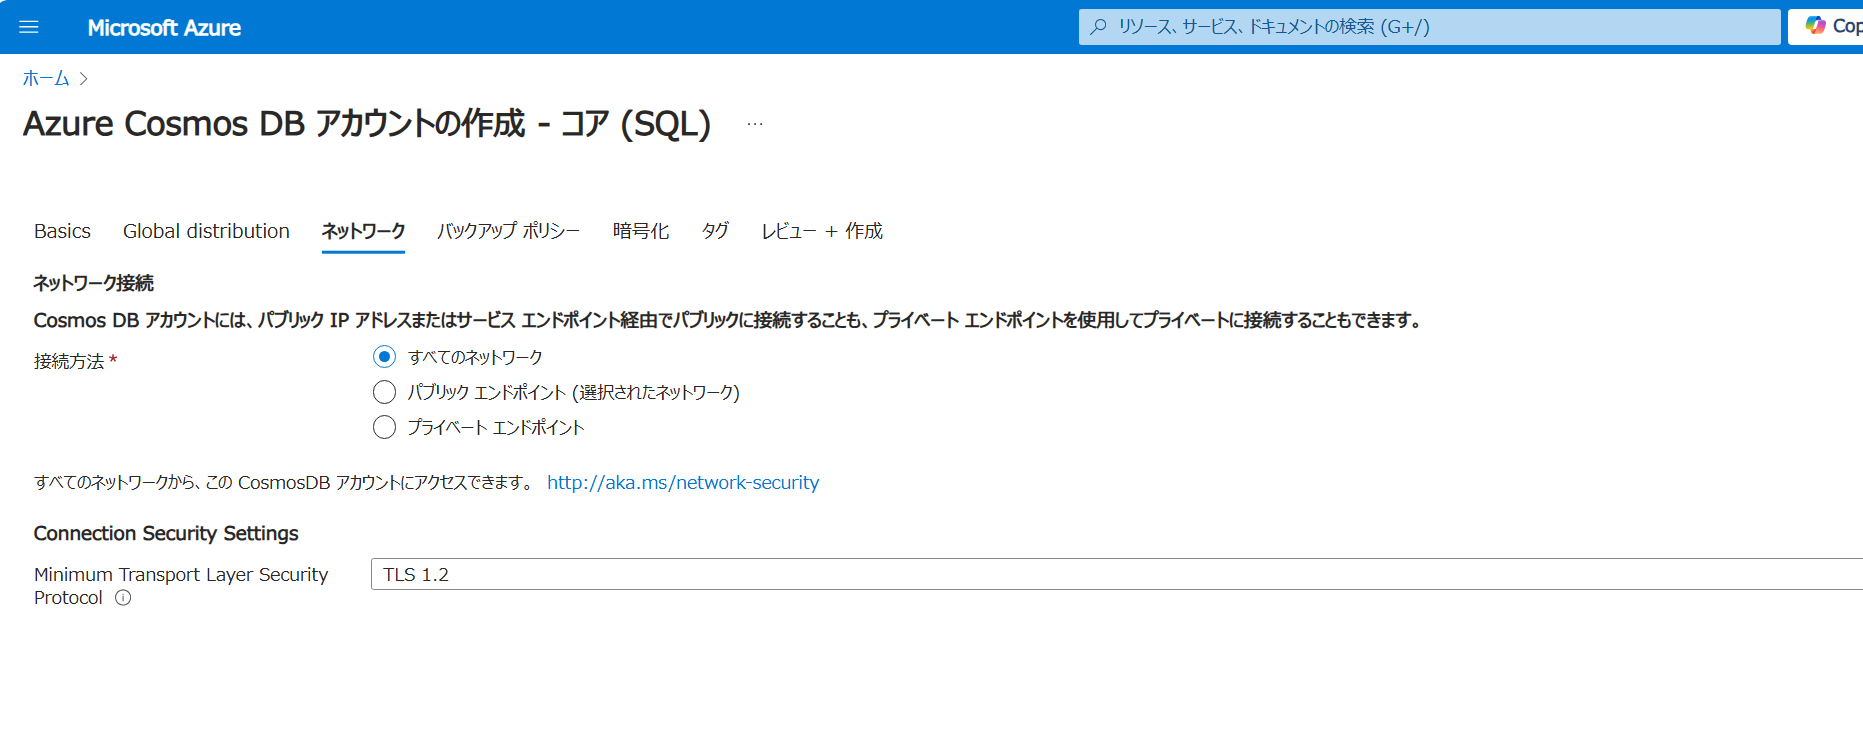 Microsoft Azure
リソース、サービス、ドキュメントの検索 (G+/)
ホーム
Azure Cosmos DB アカウントの作成 - コア (SQL) …
Basics Global distribution ネットワーク バックアップ ポリシー 暗号化 タグ レビュー + 作成
ネットワーク接続
Cosmos DB アカウントには、パブリック IP アドレスまたはサービス エンドポイント経由でパブリックに接続することも、プライベート エンドポイントを使用してプライベートに接続することもできます。
接続方法 *
すべてのネットワーク
パブリック エンドポイント (選択されたネットワーク)
プライベート エンドポイント
すべてのネットワークから、この CosmosDB アカウントにアクセスできます。 http://aka.ms/network-security
Connection Security Settings
Minimum Transport Layer Security
Protocol
TLS 1.2